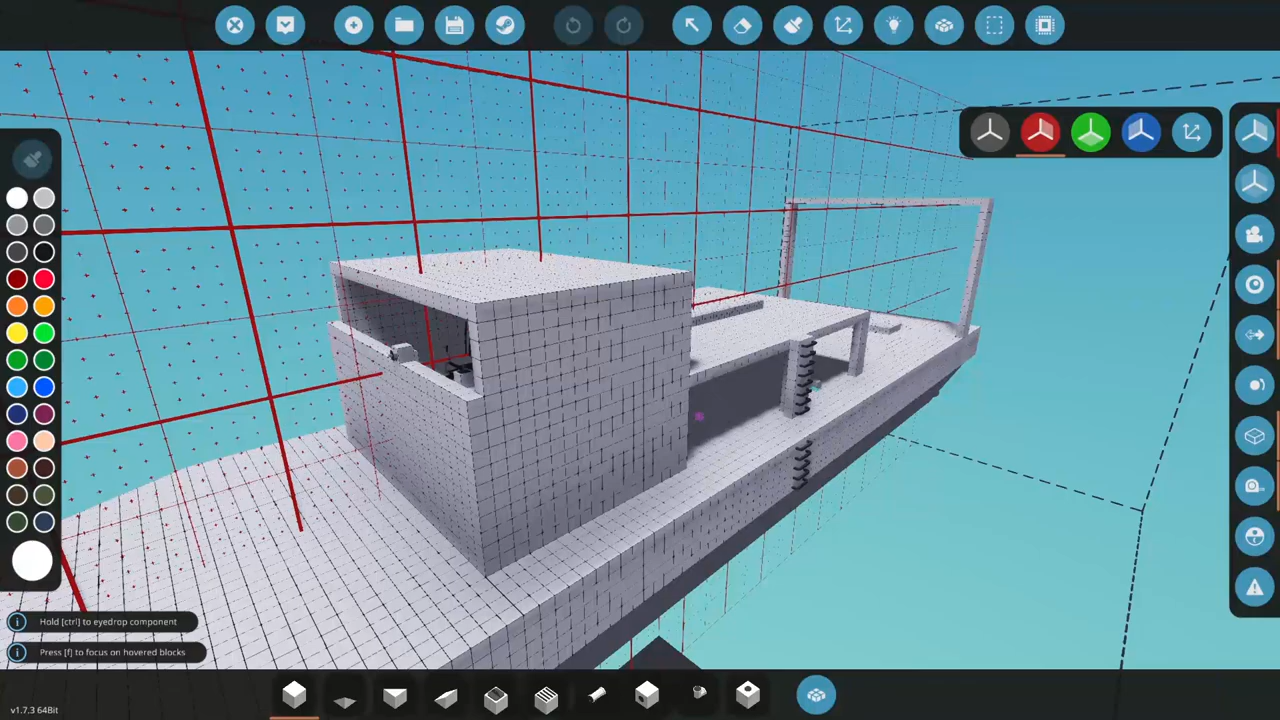 Hold [ctrl] to eyedrop component
Press [f] to focus on hovered blocks
v1.7.3 64Bit